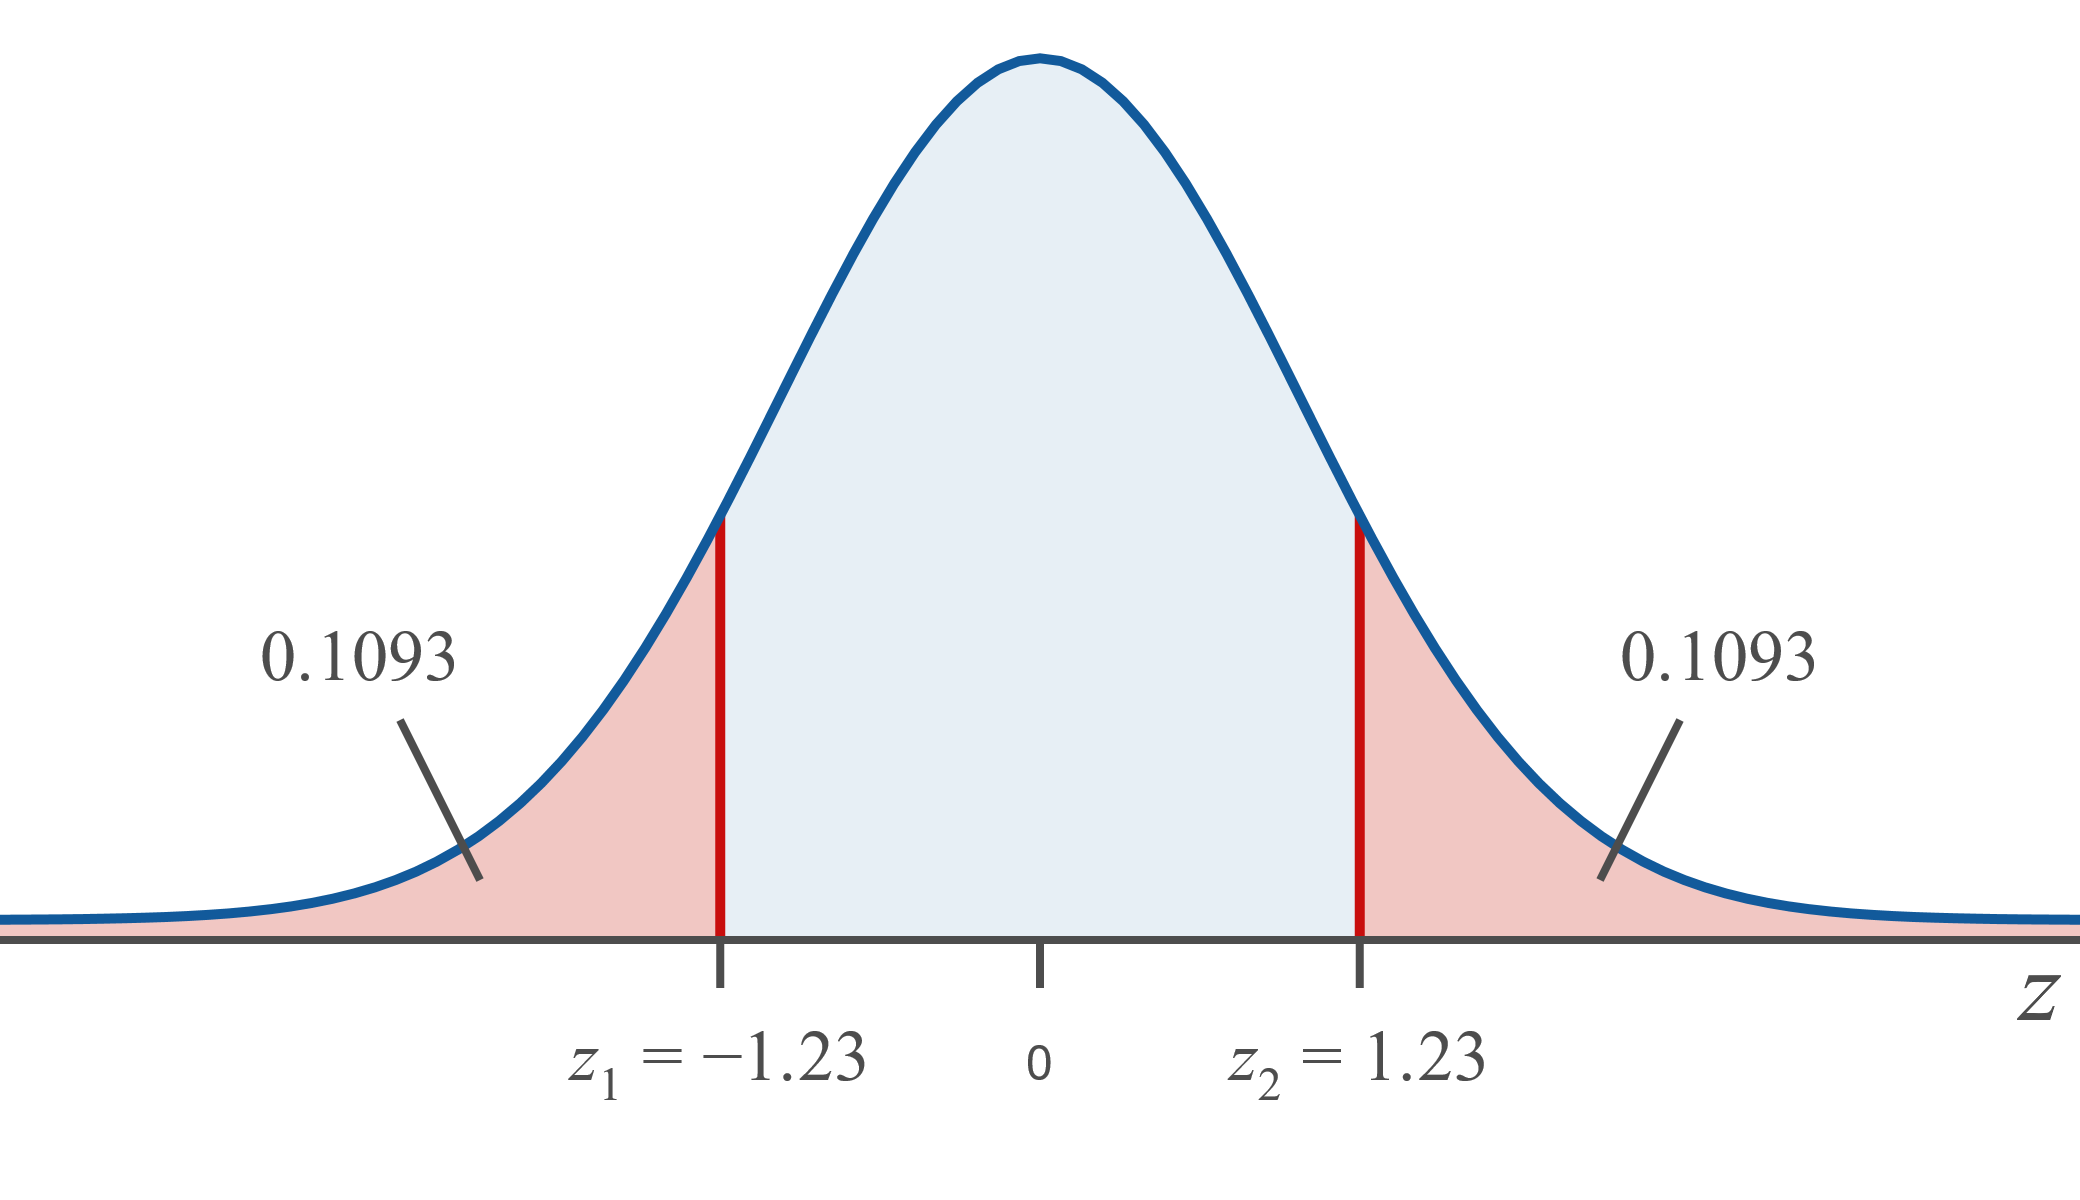 0.1093 0.1093
z
z₁ = −1.23 0 z₂ = 1.23